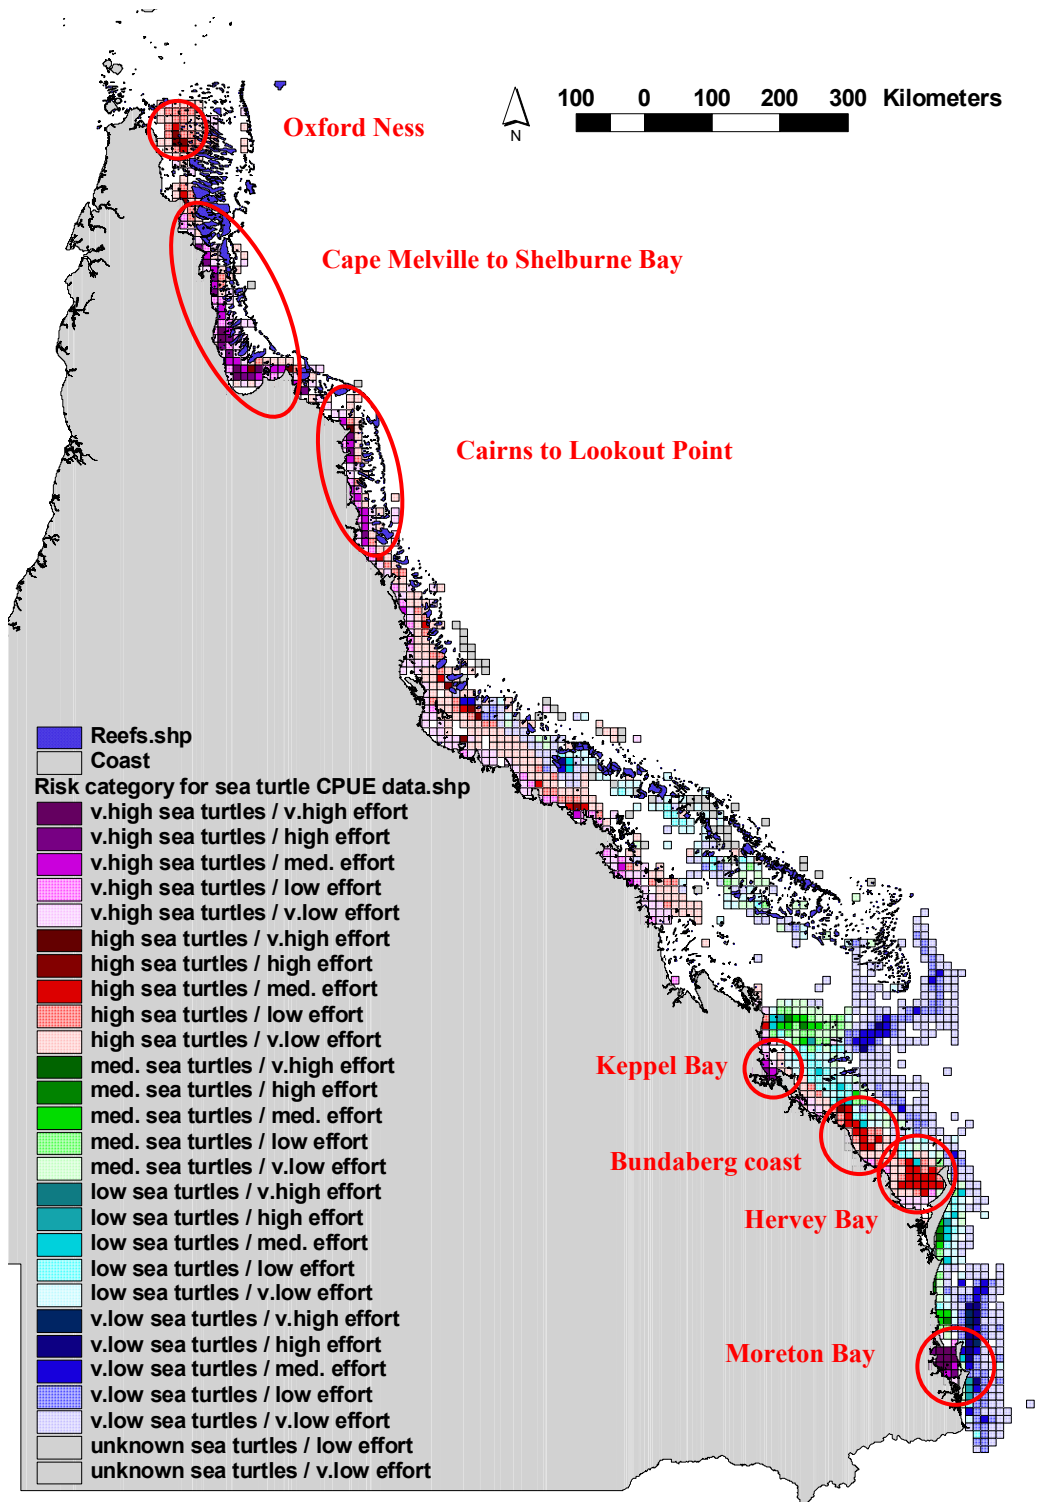 100 0 100 200 300 Kilometers
N
Oxford Ness
Cape Melville to Shelburne Bay
Cairns to Lookout Point
Reefs.shp
Coast
Risk category for sea turtle CPUE data.shp
v.high sea turtles / v.high effort
v.high sea turtles / high effort
v.high sea turtles / med. effort
v.high sea turtles / low effort
v.high sea turtles / v.low effort
high sea turtles / v.high effort
high sea turtles / high effort
high sea turtles / med. effort
high sea turtles / low effort
high sea turtles / v.low effort
med. sea turtles / v.high effort
med. sea turtles / high effort
med. sea turtles / med. effort
med. sea turtles / low effort
med. sea turtles / v.low effort
low sea turtles / v.high effort
low sea turtles / high effort
low sea turtles / med. effort
low sea turtles / low effort
low sea turtles / v.low effort
v.low sea turtles / v.high effort
v.low sea turtles / high effort
v.low sea turtles / med. effort
v.low sea turtles / low effort
v.low sea turtles / v.low effort
unknown sea turtles / low effort
unknown sea turtles / v.low effort
Keppel Bay
Bundaberg coast
Hervey Bay
Moreton Bay